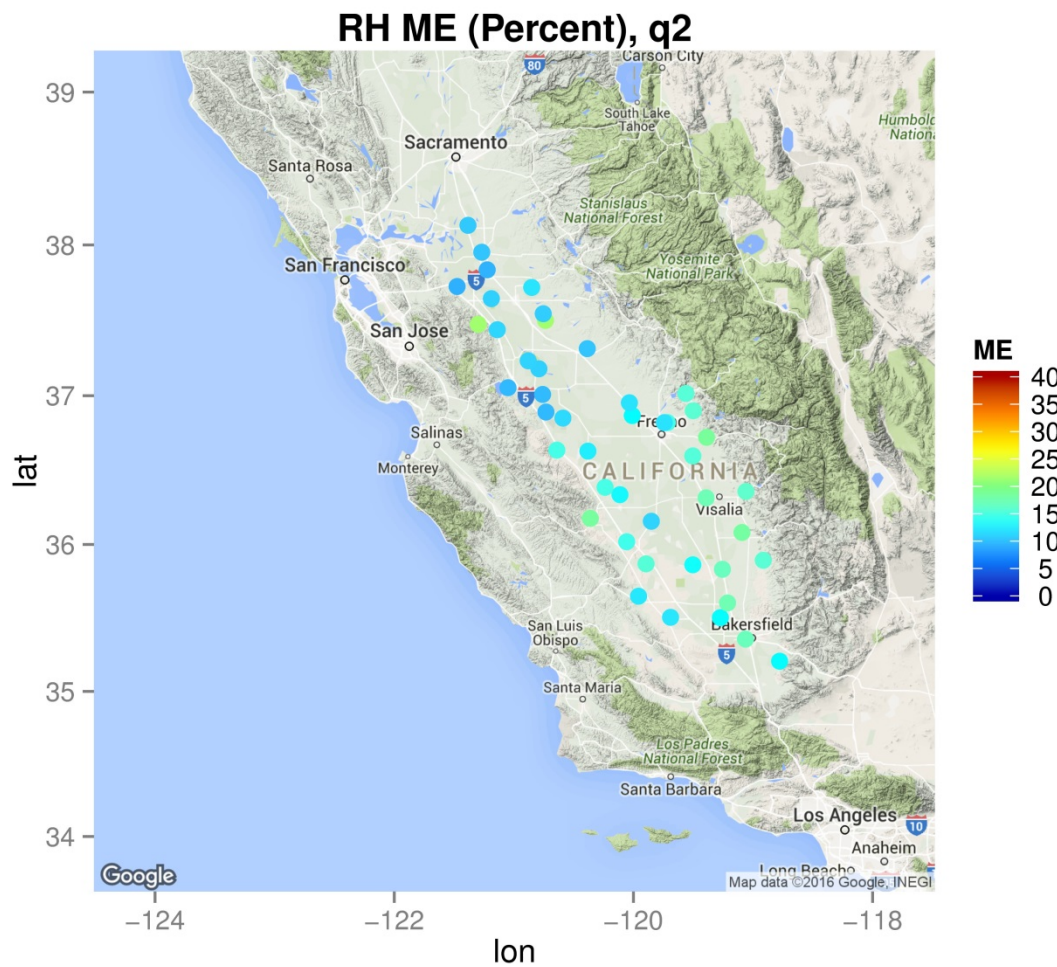 RH ME (Percent), q2
39
38
37
36
35
34
lat
−124
−122
−120
−118
lon
80
Carson City
South Lake
Tahoe
Humbol
Nationa
Sacramento
Santa Rosa
Stanislaus
National Forest
San Francisco
5
Yosemite
National Park
San Jose
5
Salinas
Monterey
CALIFORNIA
Visalia
San Luis
Obispo
Bakersfield
5
Santa Maria
Los Padres
National Forest
Santa Barbara
Los Angeles
10
Anaheim
Long Beach
Google
Map data ©2016 Google, INEGI
ME
40
35
30
25
20
15
10
5
0